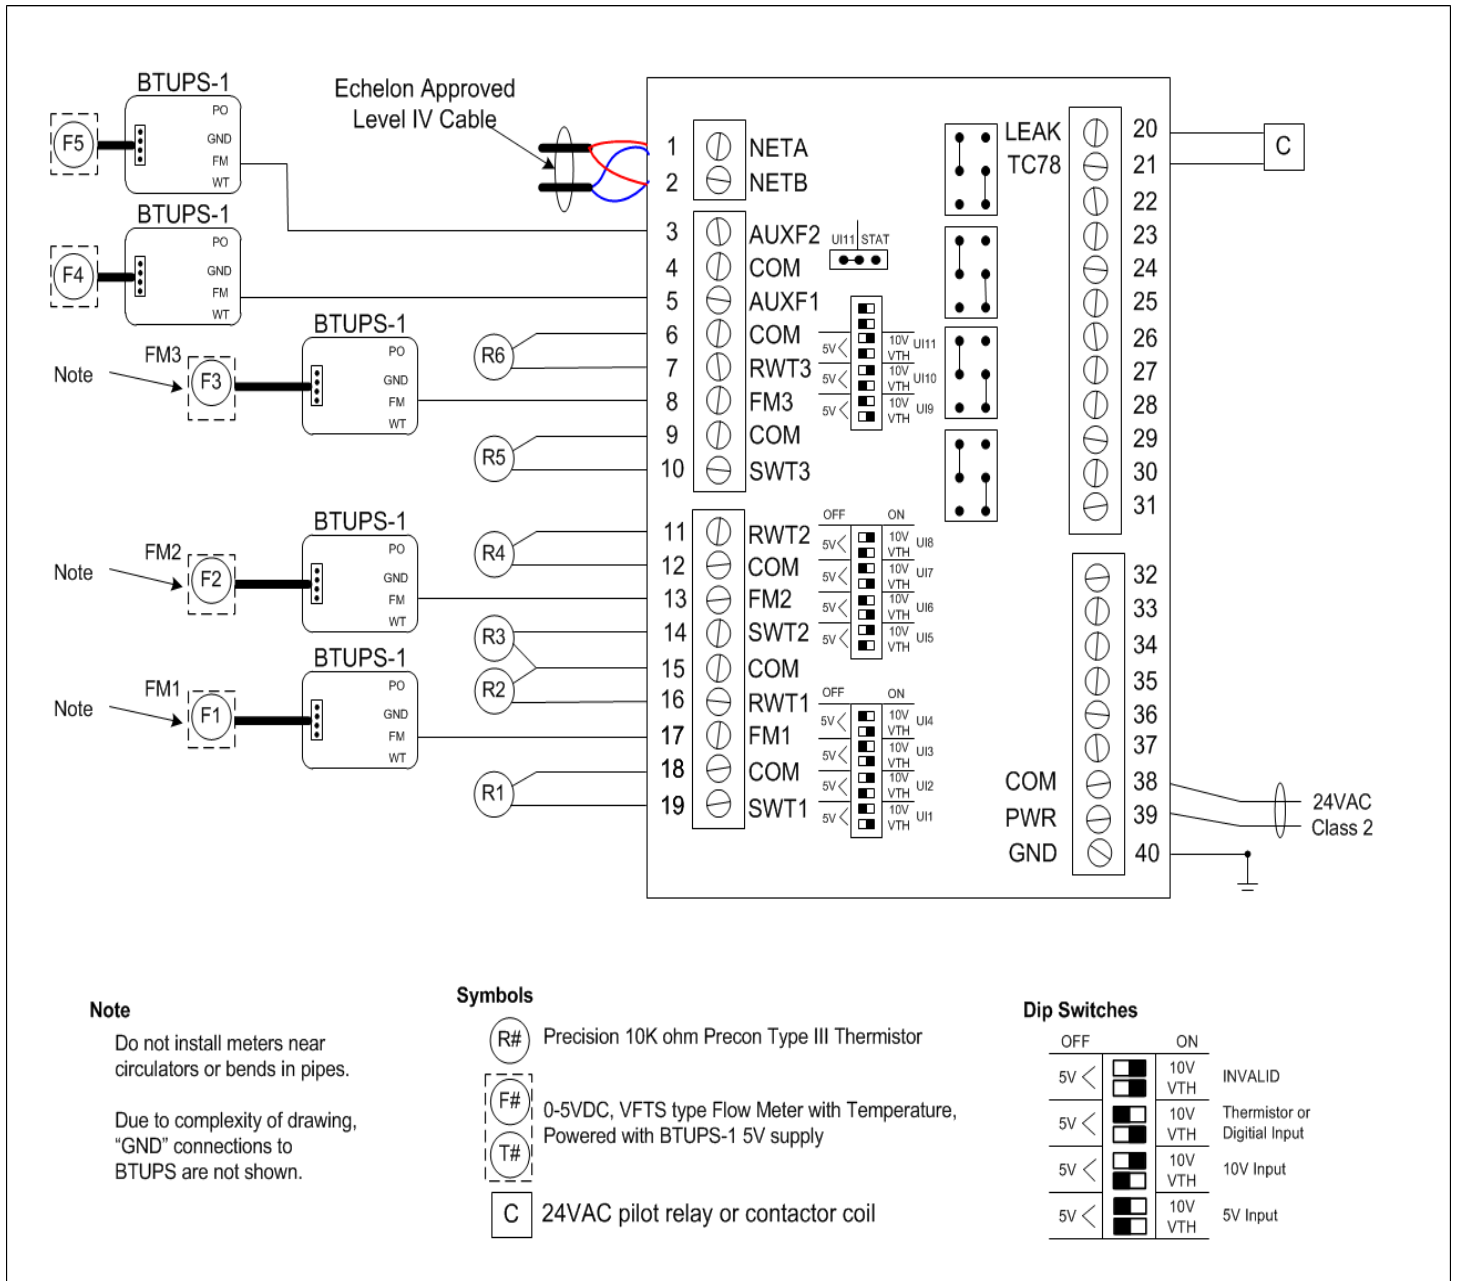 BTUPS-1
PO
GND
FM
WT
F5
BTUPS-1
PO
GND
FM
WT
F4
BTUPS-1
PO
GND
FM
WT
FM3
F3
Note
BTUPS-1
PO
GND
FM
WT
FM2
F2
Note
BTUPS-1
PO
GND
FM
WT
FM1
F1
Note
Echelon Approved
Level IV Cable
R6
R5
R4
R3
R2
R1
1 NETA
2 NETB
3 AUXF2
4 COM
5 AUXF1
6 COM
7 RWT3
8 FM3
9 COM
10 SWT3
11 RWT2
12 COM
13 FM2
14 SWT2
15 COM
16 RWT1
17 FM1
18 COM
19 SWT1
UI11 STAT
5V 10V UI11
VTH
5V 10V UI10
VTH
5V 10V UI9
VTH
OFF ON
5V 10V UI8
VTH
5V 10V UI7
VTH
5V 10V UI6
VTH
5V 10V UI5
VTH
OFF ON
5V 10V UI4
VTH
5V 10V UI3
VTH
5V 10V UI2
VTH
5V 10V UI1
VTH
LEAK 20
TC78 21
22
23
24
25
26
27
28
29
30
31
32
33
34
35
36
37
COM 38
PWR 39
GND 40
C
24VAC
Class 2
Note
Do not install meters near
circulators or bends in pipes.
Due to complexity of drawing,
“GND” connections to
BTUPS are not shown.
Symbols
R# Precision 10K ohm Precon Type III Thermistor
F#
T#
0-5VDC, VFTS type Flow Meter with Temperature,
Powered with BTUPS-1 5V supply
C 24VAC pilot relay or contactor coil
Dip Switches
OFF ON
5V 10V
VTH
INVALID
5V 10V
VTH
Thermistor or
Digitial Input
5V 10V
VTH
10V Input
5V 10V
VTH
5V Input